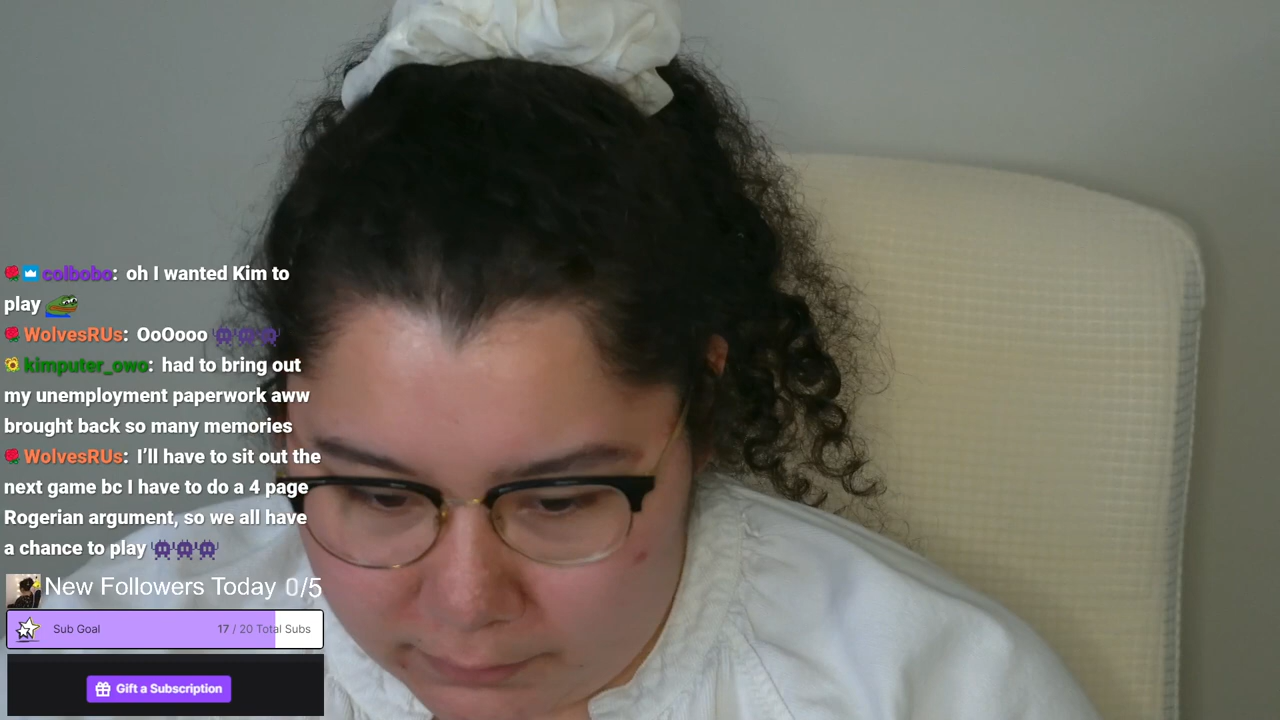 colbobo: oh I wanted Kim to
play
WolvesRUs: OoOooo
kimputer_owo: had to bring out
my unemployment paperwork aww
brought back so many memories
WolvesRUs: I’ll have to sit out the
next game bc I have to do a 4 page
Rogerian argument, so we all have
a chance to play
New Followers Today 0/5
Sub Goal 17 / 20 Total Subs
Gift a Subscription